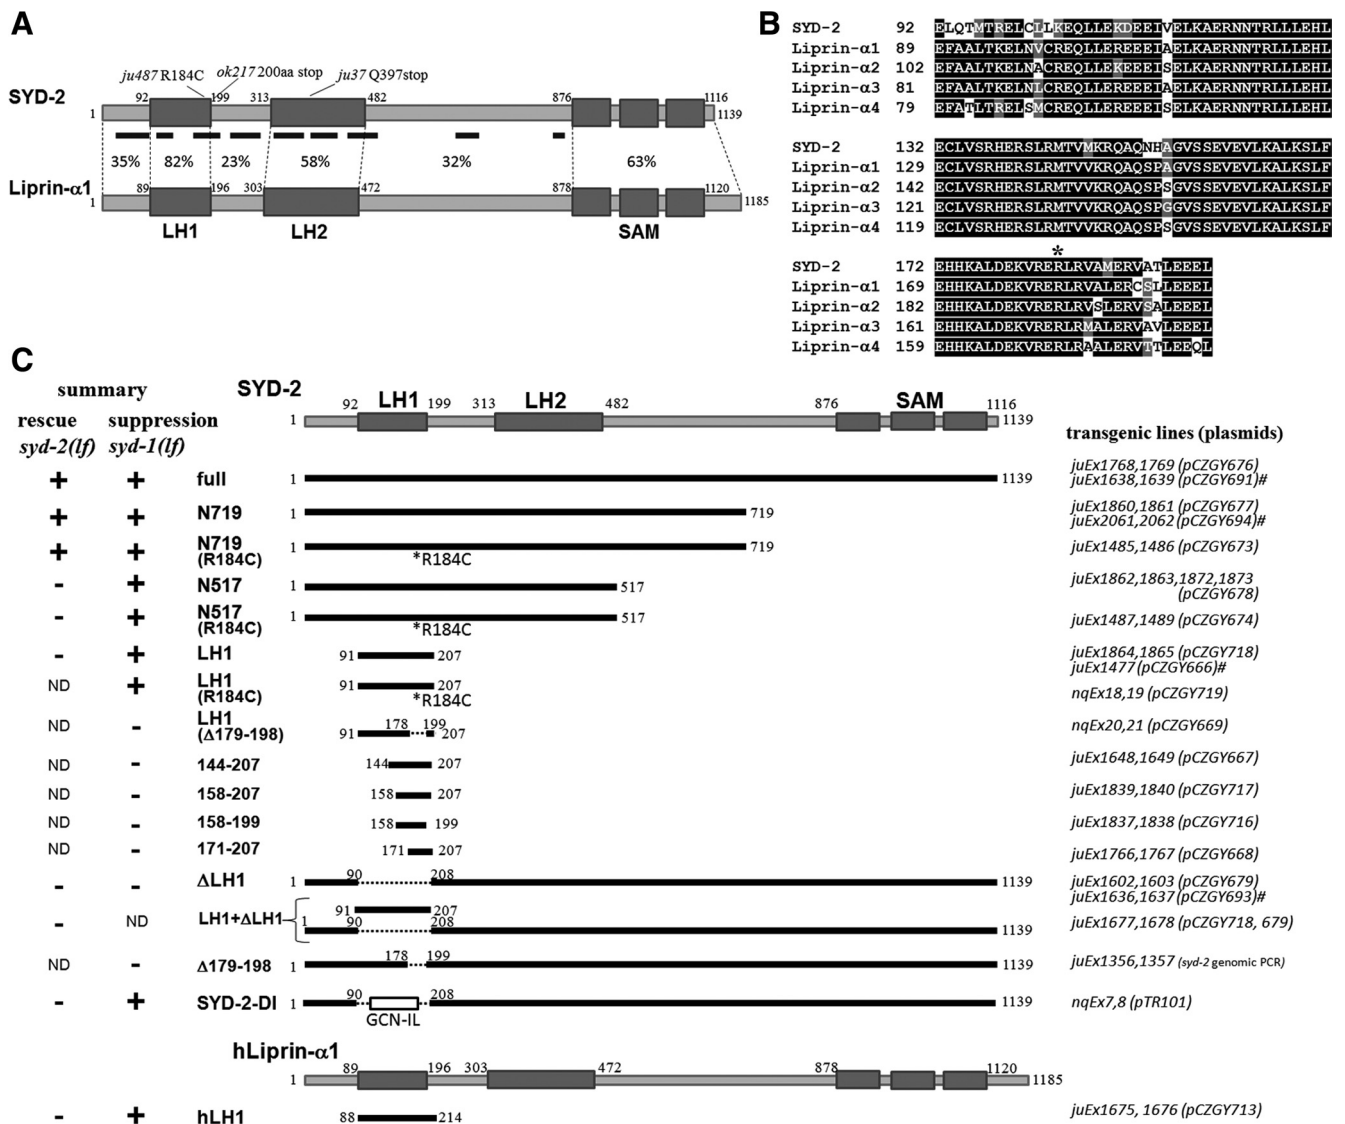 A
ju487 R184C
ok217 200aa stop
ju37 Q397stop
SYD-2
1
92
199
313
482
876
1116
1139
35%
82%
23%
58%
32%
63%
Liprin-α1
1
89
196
303
472
878
1120
1185
LH1
LH2
SAM
B
SYD-2 92 ELQTMTRELCLLKEQLLEKDEEIVELKAERNNTRLLLEHL
Liprin-α1 89 EFAALTKELNVCREQLLEREEEIAELKAERNNTRLLLEHL
Liprin-α2 102 EFAALTKELNACREQLLEKEEEISELKAERNNTRLLLEHL
Liprin-α3 81 EFAALTKELNLCREQLLEREEEIAELKAERNNTRLLLEHL
Liprin-α4 79 EFATLTRELSMCREQLLEREEEISELKAERNNTRLLLEHL
SYD-2 132 ECLVSRHERSLRMTVMKRQAQNHAGVSSEVEVLKALKSLF
Liprin-α1 129 ECLVSRHERSLRMTVVKRQAQSPAGVSSEVEVLKALKSLF
Liprin-α2 142 ECLVSRHERSLRMTVVKRQAQSPSGVSSEVEVLKALKSLF
Liprin-α3 121 ECLVSRHERSLRMTVVKRQAQSPGGVSSEVEVLKALKSLF
Liprin-α4 119 ECLVSRHERSLRMTVVKRQAQSPSGVSSEVEVLKALKSLF
*
SYD-2 172 EHHKALDEKVRERLRVAMERVATLEEEL
Liprin-α1 169 EHHKALDEKVRERLRVALERCSLLEEEL
Liprin-α2 182 EHHKALDEKVRERLRVSLERVSALEEEL
Liprin-α3 161 EHHKALDEKVRERLRMALERVAVLEEEL
Liprin-α4 159 EHHKALDEKVRERLRAALERVTTLEEQL
C
summary
rescue suppression
syd-2(lf) syd-1(lf)
SYD-2
1
92
LH1
199
313
LH2
482
876
SAM
1116
1139
transgenic lines (plasmids)
+ + full 1 1139 juEx1768,1769 (pCZGY676)
juEx1638,1639 (pCZGY691)#
+ + N719 1 719 juEx1860,1861 (pCZGY677)
juEx2061,2062 (pCZGY694)#
+ + N719 (R184C) 1 719 *R184C juEx1485,1486 (pCZGY673)
- + N517 1 517 juEx1862,1863,1872,1873
(pCZGY678)
- + N517 (R184C) 1 517 *R184C juEx1487,1489 (pCZGY674)
- + LH1 91 207 juEx1864,1865 (pCZGY718)
juEx1477(pCZGY666)#
ND + LH1 (R184C) 91 207 *R184C nqEx18,19 (pCZGY719)
ND - LH1 (Δ179-198) 91 178 199 207 nqEx20,21 (pCZGY669)
ND - 144-207 144 207 juEx1648,1649 (pCZGY667)
ND - 158-207 158 207 juEx1839,1840 (pCZGY717)
ND - 158-199 158 199 juEx1837,1838 (pCZGY716)
ND - 171-207 171 207 juEx1766,1767 (pCZGY668)
- - ΔLH1 1 90 208 1139 juEx1602,1603 (pCZGY679)
juEx1636,1637 (pCZGY693)#
- ND LH1+ΔLH1 91 207
1 90 208 1139 juEx1677,1678 (pCZGY718, 679)
ND - Δ179-198 1 178 199 1139 juEx1356,1357 (syd-2 genomic PCR)
- + SYD-2-DI 1 90 208 1139 nqEx7,8 (pTR101)
GCN-IL
hLiprin-α1
1
89
196
303
472
878
1120
1185
- + hLH1 88 214 juEx1675, 1676 (pCZGY713)